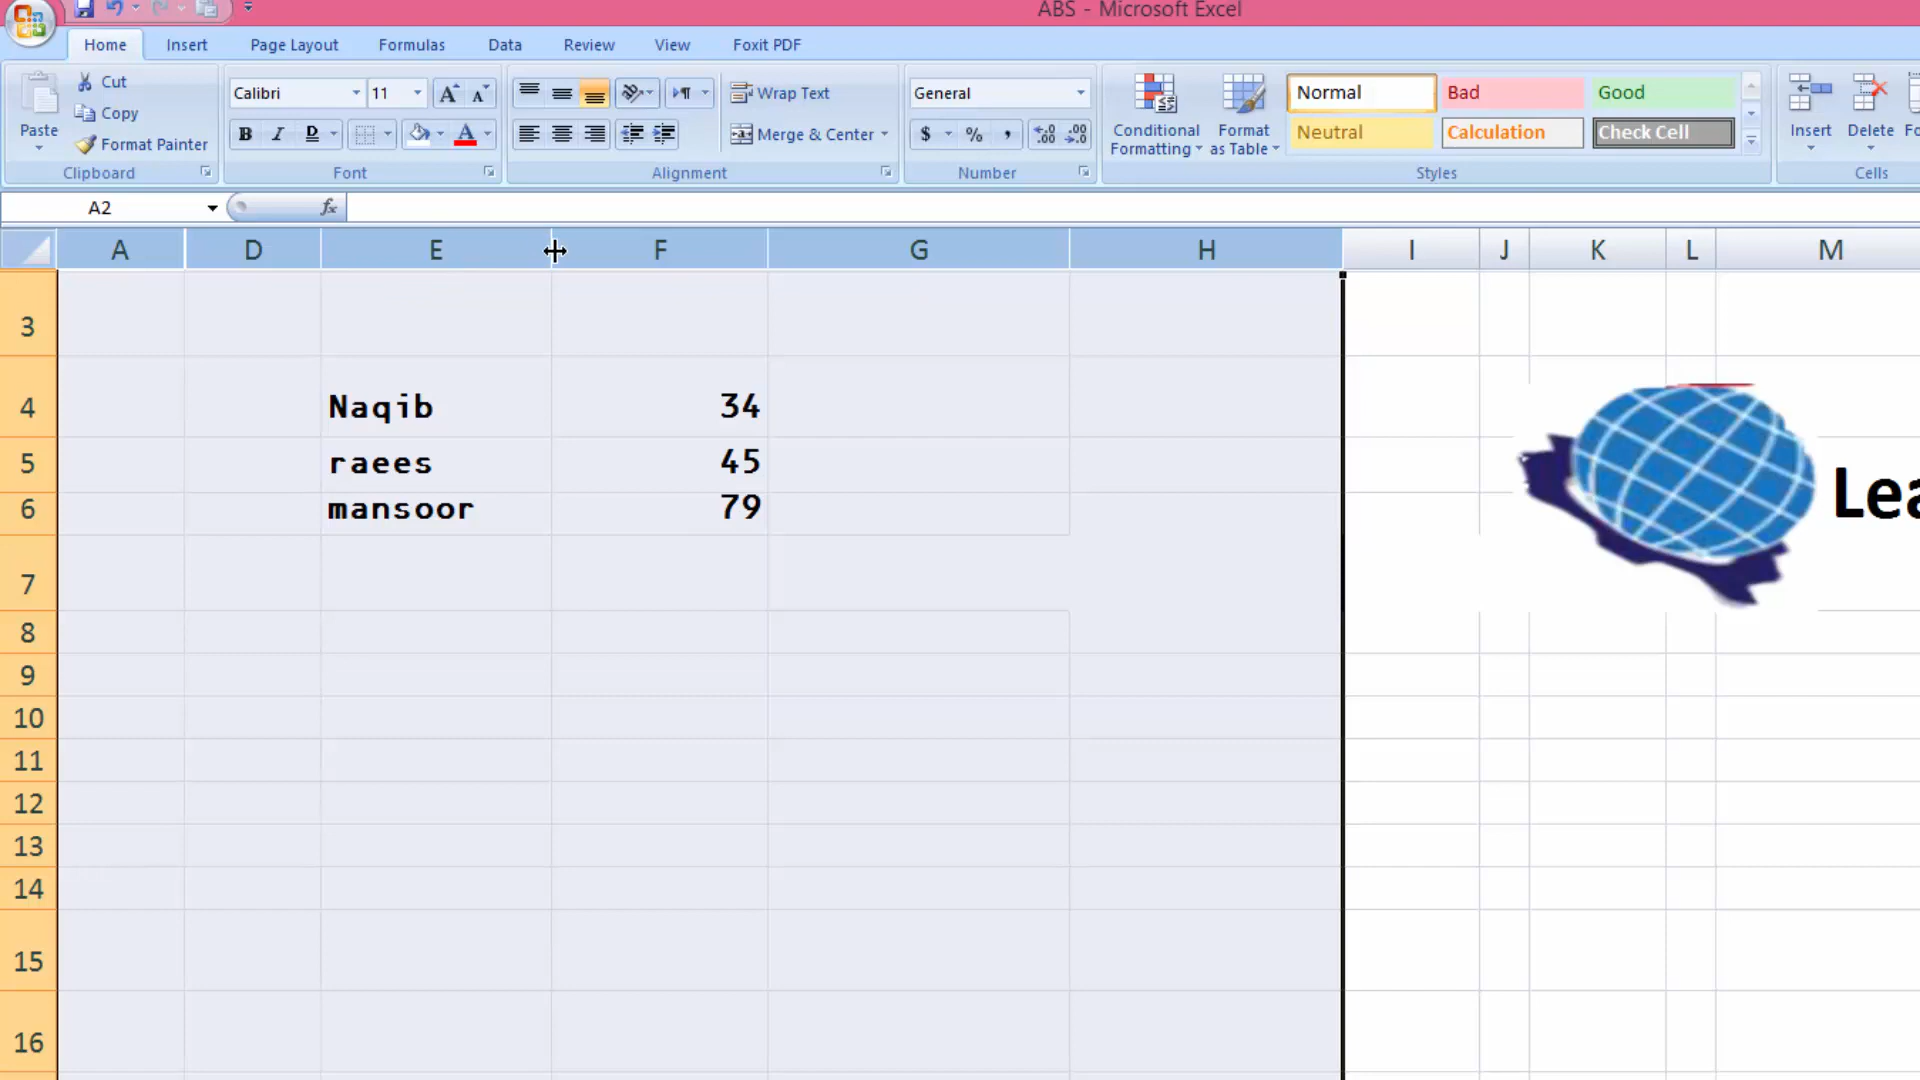 ABS - Microsoft Excel
Home Insert Page Layout Formulas Data Review View Foxit PDF
Paste
Cut
Copy
Format Painter
Clipboard
Calibri 11
B I D
Font
Wrap Text
Merge & Center
Alignment
General
$ % ,
Number
Conditional Formatting
Format as Table
Normal Bad Good
Neutral Calculation Check Cell
Styles
Insert Delete
Cells
A2 fx
A D E F G H I J K L M
3
4 Naqib 34
5 raees 45
6 mansoor 79
7
8
9
10
11
12
13
14
15
16